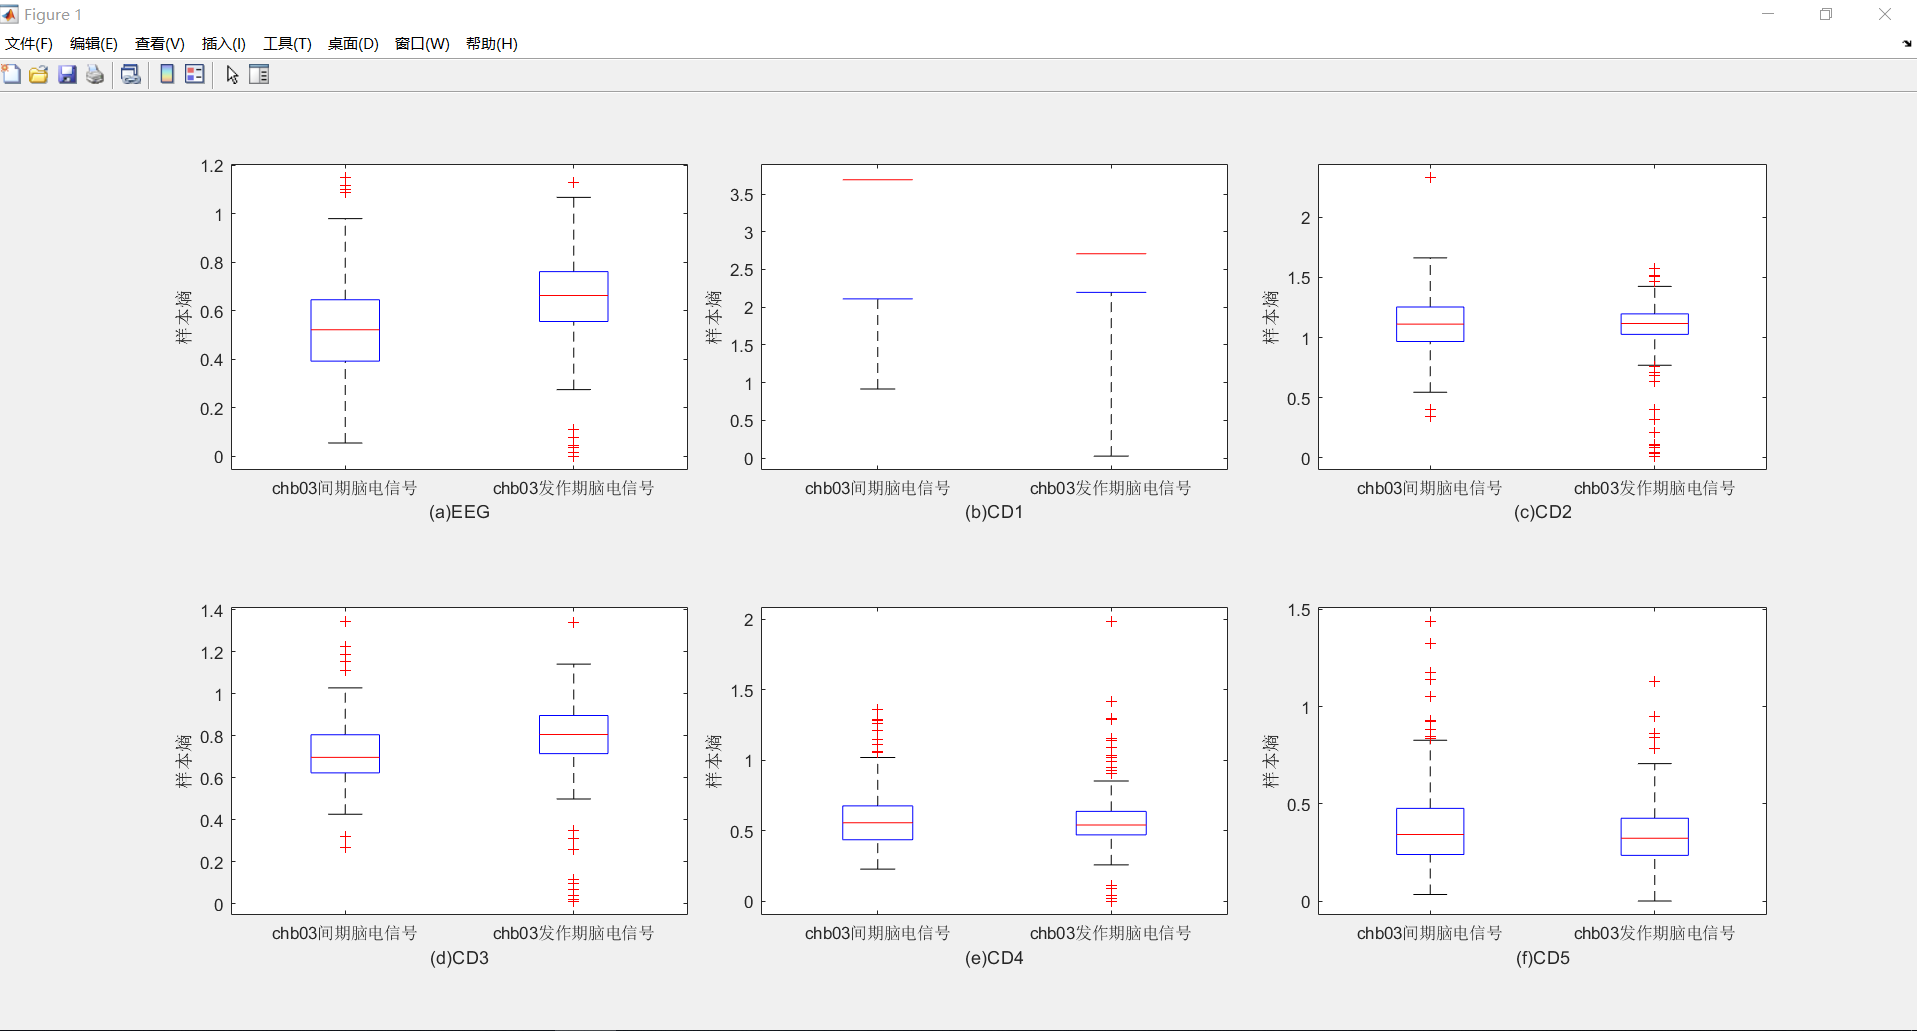 Figure 1
文件(F) 编辑(E) 查看(V) 插入(I) 工具(T) 桌面(D) 窗口(W) 帮助(H)
样本熵
1.2
1
0.8
0.6
0.4
0.2
0
chb03间期脑电信号 chb03发作期脑电信号
(a)EEG
样本熵
3.5
3
2.5
2
1.5
1
0.5
0
chb03间期脑电信号 chb03发作期脑电信号
(b)CD1
样本熵
2
1.5
1
0.5
0
chb03间期脑电信号 chb03发作期脑电信号
(c)CD2
样本熵
1.4
1.2
1
0.8
0.6
0.4
0.2
0
chb03间期脑电信号 chb03发作期脑电信号
(d)CD3
样本熵
2
1.5
1
0.5
0
chb03间期脑电信号 chb03发作期脑电信号
(e)CD4
样本熵
1.5
1
0.5
0
chb03间期脑电信号 chb03发作期脑电信号
(f)CD5